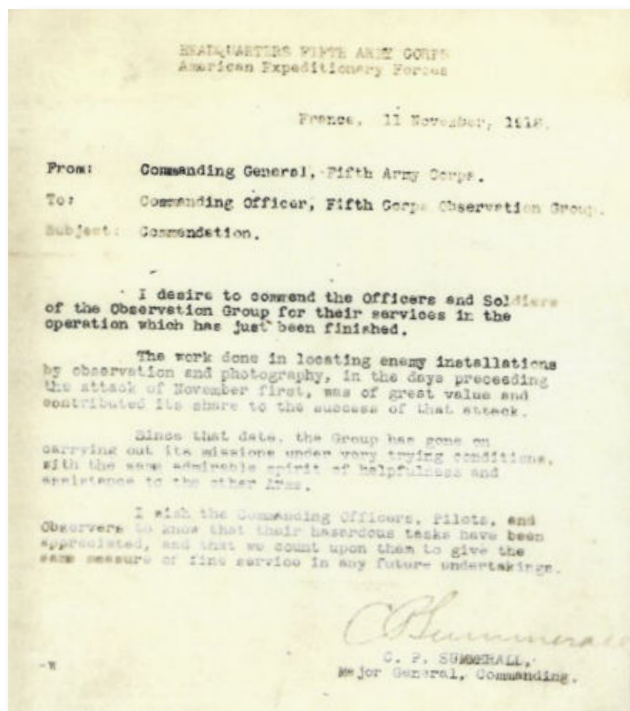 HEADQUARTERS FIFTH ARMY CORPS
American Expeditionary Forces
France, 11 November, 1918.
From: Commanding General, Fifth Army Corps.
To: Commanding Officer, Fifth Corps Observation Group.
Subject: Commendation.
I desire to commend the Officers and Soldiers
of the Observation Group for their services in the
operation which has just been finished.
The work done in locating enemy installations
by observation and photography, in the days preceeding
the attack of November first, was of great value and
contributed its share to the success of that attack.
Since that date, the Group has gone on
carrying out its missions under very trying conditions,
with the same admirable spirit of helpfulness and
assistance to the other Arms.
I wish the Commanding Officers, Pilots, and
Observers to know that their hazardous tasks have been
appreciated, and that we count upon them to give the
same measure of fine service in any future undertakings.
C P Summerall
C. P. SUMMERALL,
Major General, Commanding.
-W